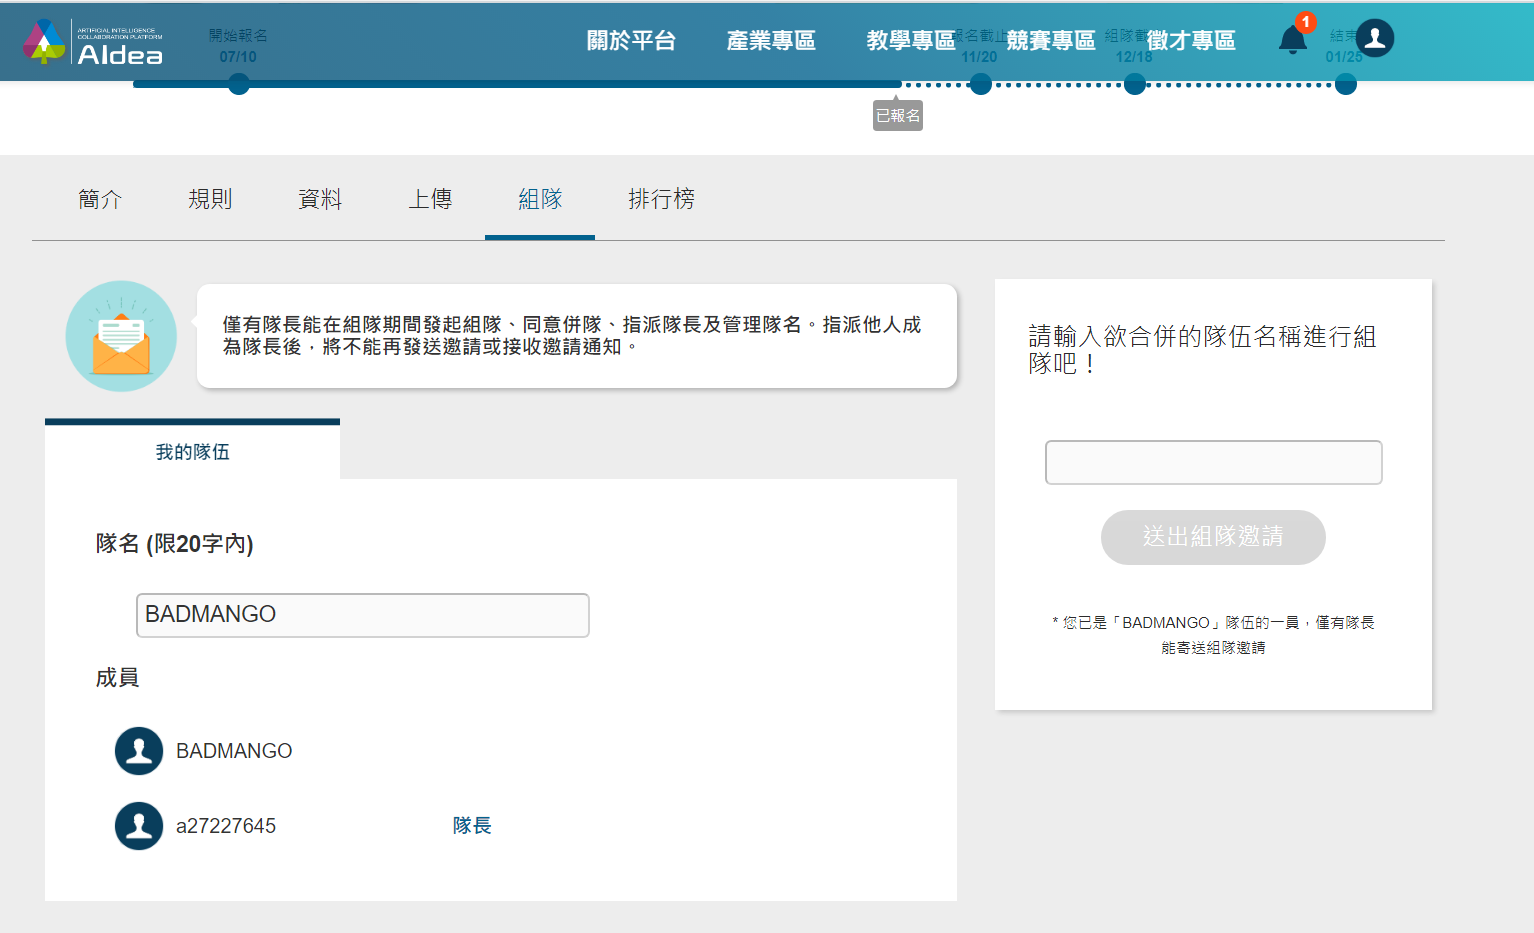 ARTIFICIAL INTELLIGENCE
COLLABORATION PLATFORM
AIdea
開始報名
07/10
關於平台
產業專區
教學專區
報名截止
11/20
競賽專區
組隊截
12/18
徵才專區
1
結束
01/25
已報名
簡介
規則
資料
上傳
組隊
排行榜
僅有隊長能在組隊期間發起組隊、同意併隊、指派隊長及管理隊名。指派他人成
為隊長後，將不能再發送邀請或接收邀請通知。
請輸入欲合併的隊伍名稱進行組
隊吧！
送出組隊邀請
* 您已是「BADMANGO」隊伍的一員，僅有隊長
能寄送組隊邀請
我的隊伍
隊名 (限20字內)
BADMANGO
成員
BADMANGO
a27227645
隊長